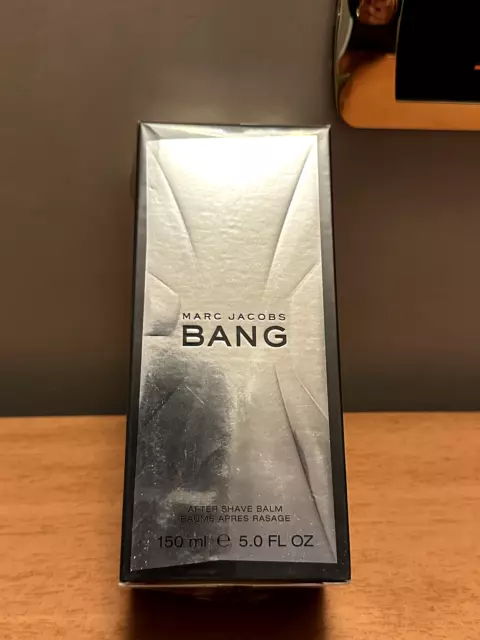 MARC JACOBS
BANG
AFTER SHAVE BALM
BAUME APRES RASAGE
150 ml ℮ 5.0 FL OZ